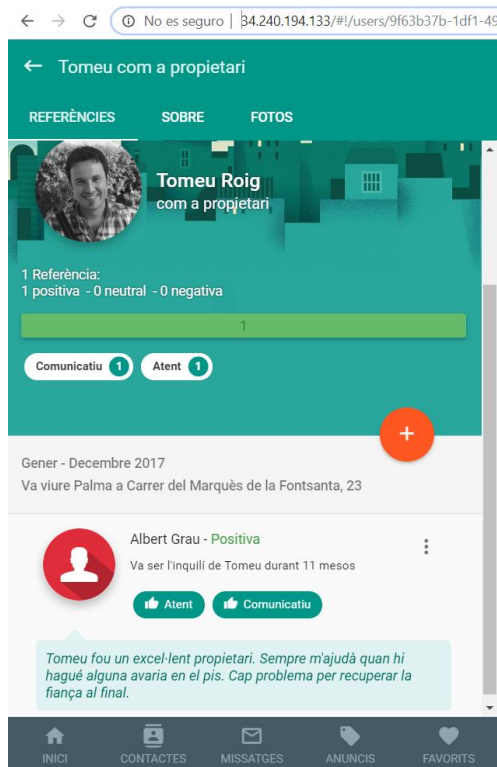 No es seguro | 34.240.194.133/#!/users/9f63b37b-1df1-49
Tomeu com a propietari
REFERÈNCIES SOBRE FOTOS
Tomeu Roig
com a propietari
1 Referència:
1 positiva - 0 neutral - 0 negativa
1
Comunicatiu 1 Atent 1
+
Gener - Decembre 2017
Va viure Palma a Carrer del Marquès de la Fontsanta, 23
Albert Grau - Positiva
Va ser l'inquilí de Tomeu durant 11 mesos
Atent Comunicatiu
Tomeu fou un excel·lent propietari. Sempre m'ajudà quan hi
hagué alguna avaria en el pis. Cap problema per recuperar la
fiança al final.
INICI CONTACTES MISSATGES ANUNCIS FAVORITS